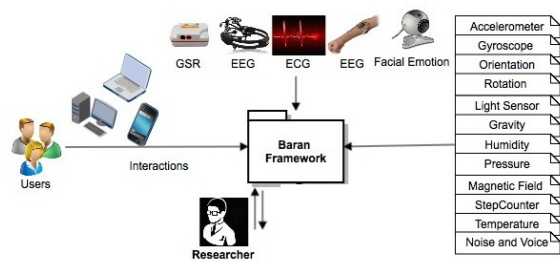 GSR
EEG
ECG
EEG
Facial Emotion
Users
Interactions
Baran
Framework
Researcher
Accelerometer
Gyroscope
Orientation
Rotation
Light Sensor
Gravity
Humidity
Pressure
Magnetic Field
StepCounter
Temperature
Noise and Voice